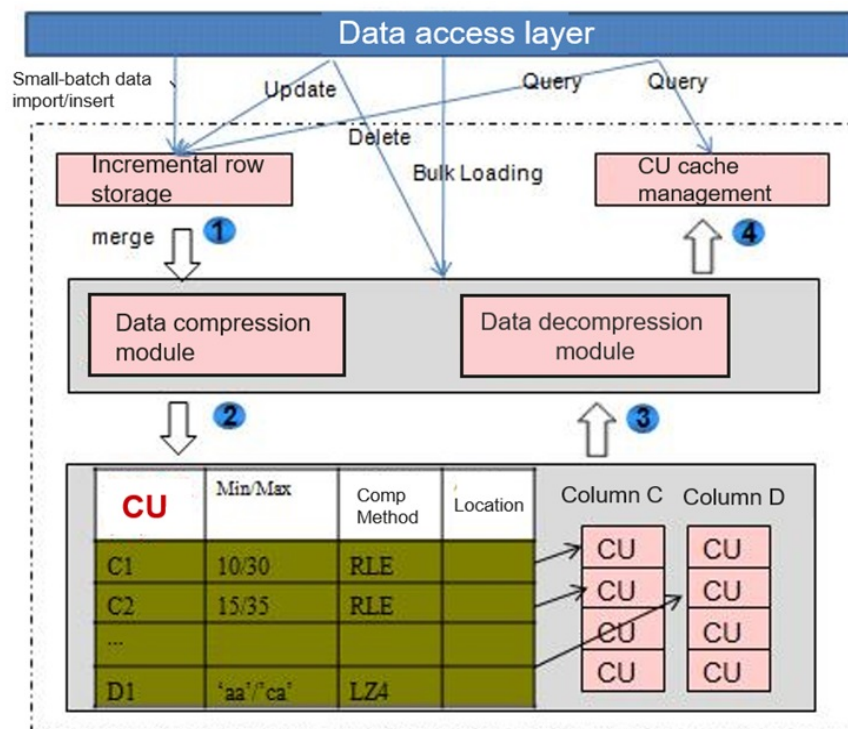 Data access layer
Small-batch data
import/insert
Update
Query
Query
Delete
Bulk Loading
Incremental row
storage
CU cache
management
merge
1
4
Data compression
module
Data decompression
module
2
3
CU
Min/Max
Comp
Method
Location
Column C
Column D
C1
10/30
RLE
C2
15/35
RLE
...
D1
‘aa’/’ca’
LZ4
CU
CU
CU
CU
CU
CU
CU
CU